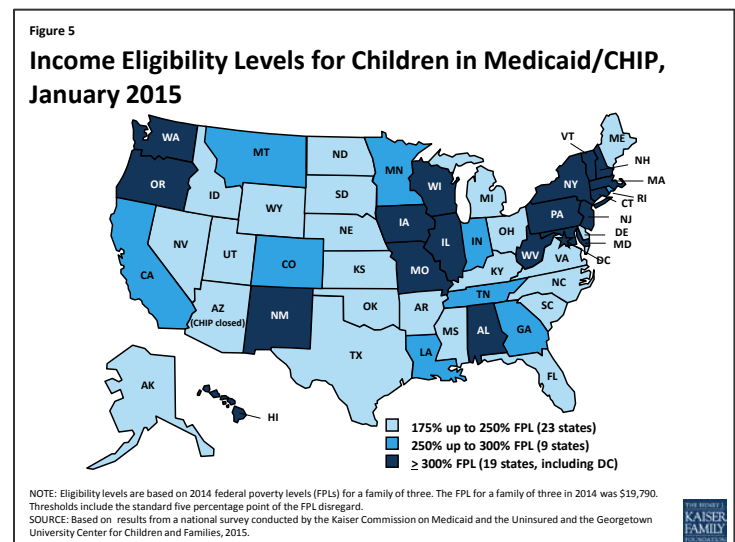 Figure 5
Income Eligibility Levels for Children in Medicaid/CHIP,
January 2015
WA
OR
CA
NV
ID
MT
WY
UT
AZ
(CHIP closed)
CO
NM
ND
SD
NE
KS
OK
TX
MN
IA
MO
AR
LA
WI
IL
MI
IN
OH
KY
TN
MS
AL
GA
FL
SC
NC
VA
WV
PA
NY
VT
ME
NH
MA
RI
CT
NJ
DE
MD
DC
AK
HI
175% up to 250% FPL (23 states)
250% up to 300% FPL (9 states)
> 300% FPL (19 states, including DC)
NOTE: Eligibility levels are based on 2014 federal poverty levels (FPLs) for a family of three. The FPL for a family of three in 2014 was $19,790.
Thresholds include the standard five percentage point of the FPL disregard.
SOURCE: Based on  results from a national survey conducted by the Kaiser Commission on Medicaid and the Uninsured and the Georgetown
University Center for Children and Families, 2015.
THE HENRY J.
KAISER
FAMILY
FOUNDATION